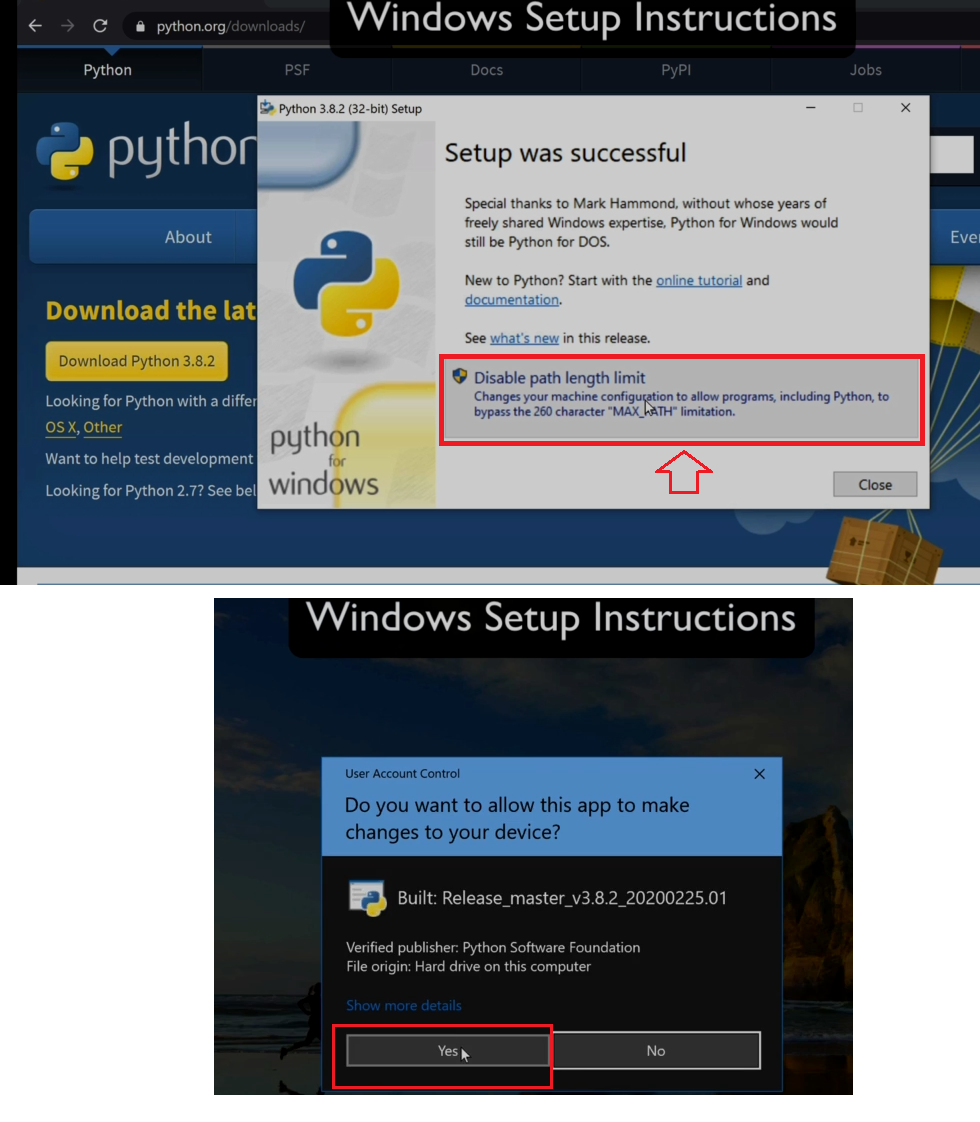 Windows Setup Instructions
python.org/downloads/
Python
PSF
Docs
PyPI
Jobs
Python 3.8.2 (32-bit) Setup
python
Setup was successful
Special thanks to Mark Hammond, without whose years of
freely shared Windows expertise, Python for Windows would
still be Python for DOS.
About
New to Python? Start with the online tutorial and
documentation.
Download the lat
See what's new in this release.
Download Python 3.8.2
Disable path length limit
Changes your machine configuration to allow programs, including Python, to
bypass the 260 character "MAX_PATH" limitation.
Looking for Python with a differ
OS X, Other
Want to help test development
Looking for Python 2.7? See bel
python
for
windows
Close
Windows Setup Instructions
User Account Control
Do you want to allow this app to make
changes to your device?
Built: Release_master_v3.8.2_20200225.01
Verified publisher: Python Software Foundation
File origin: Hard drive on this computer
Show more details
Yes
No